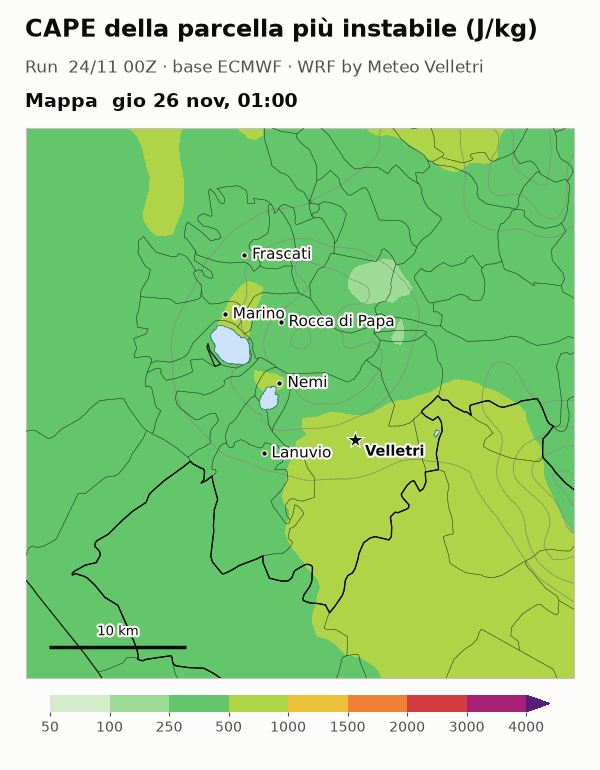 CAPE della parcella più instabile (J/kg)
Run  24/11 00Z · base ECMWF · WRF by Meteo Velletri
Mappa  gio 26 nov, 01:00
Frascati
Marino
Rocca di Papa
Nemi
Velletri
Lanuvio
10 km
50 100 250 500 1000 1500 2000 3000 4000